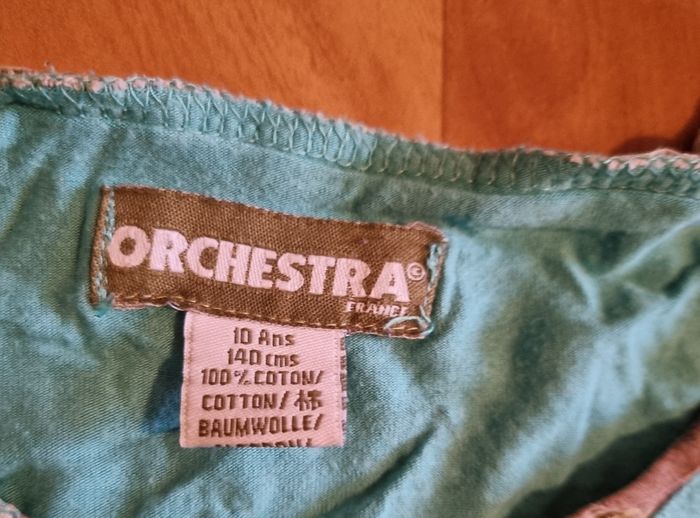 ORCHESTRA©
FRANCE
10 Ans
140 cms
100% COTON/
COTTON/ 棉
BAUMWOLLE/